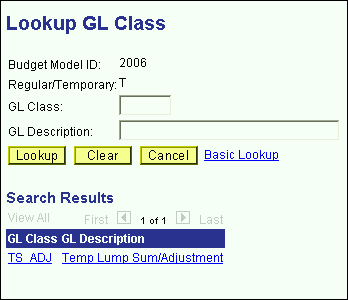 Lookup GL Class
Budget Model ID: 2006
Regular/Temporary: T
GL Class:
GL Description:
Lookup Clear Cancel Basic Lookup
Search Results
View All First 1 of 1 Last
GL Class GL Description
TS_ADJ Temp Lump Sum/Adjustment